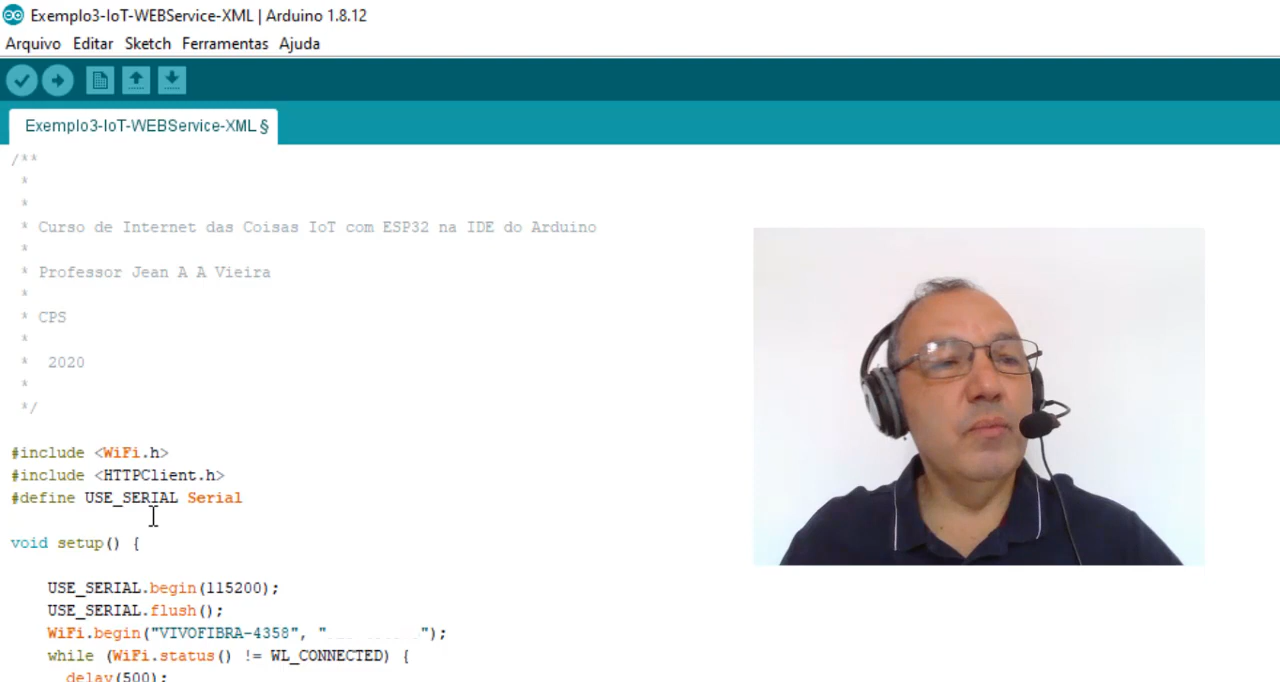 Exemplo3-IoT-WEBService-XML | Arduino 1.8.12
Arquivo Editar Sketch Ferramentas Ajuda
Exemplo3-IoT-WEBService-XML §
/**
*
*
* Curso de Internet das Coisas IoT com ESP32 na IDE do Arduino
*
* Professor Jean A A Vieira
*
* CPS
*
* 2020
*
*/
#include <WiFi.h>
#include <HTTPClient.h>
#define USE_SERIAL Serial
void setup() {
USE_SERIAL.begin(115200);
USE_SERIAL.flush();
WiFi.begin("VIVOFIBRA-4358", " ");
while (WiFi.status() != WL_CONNECTED) {
delay(500);